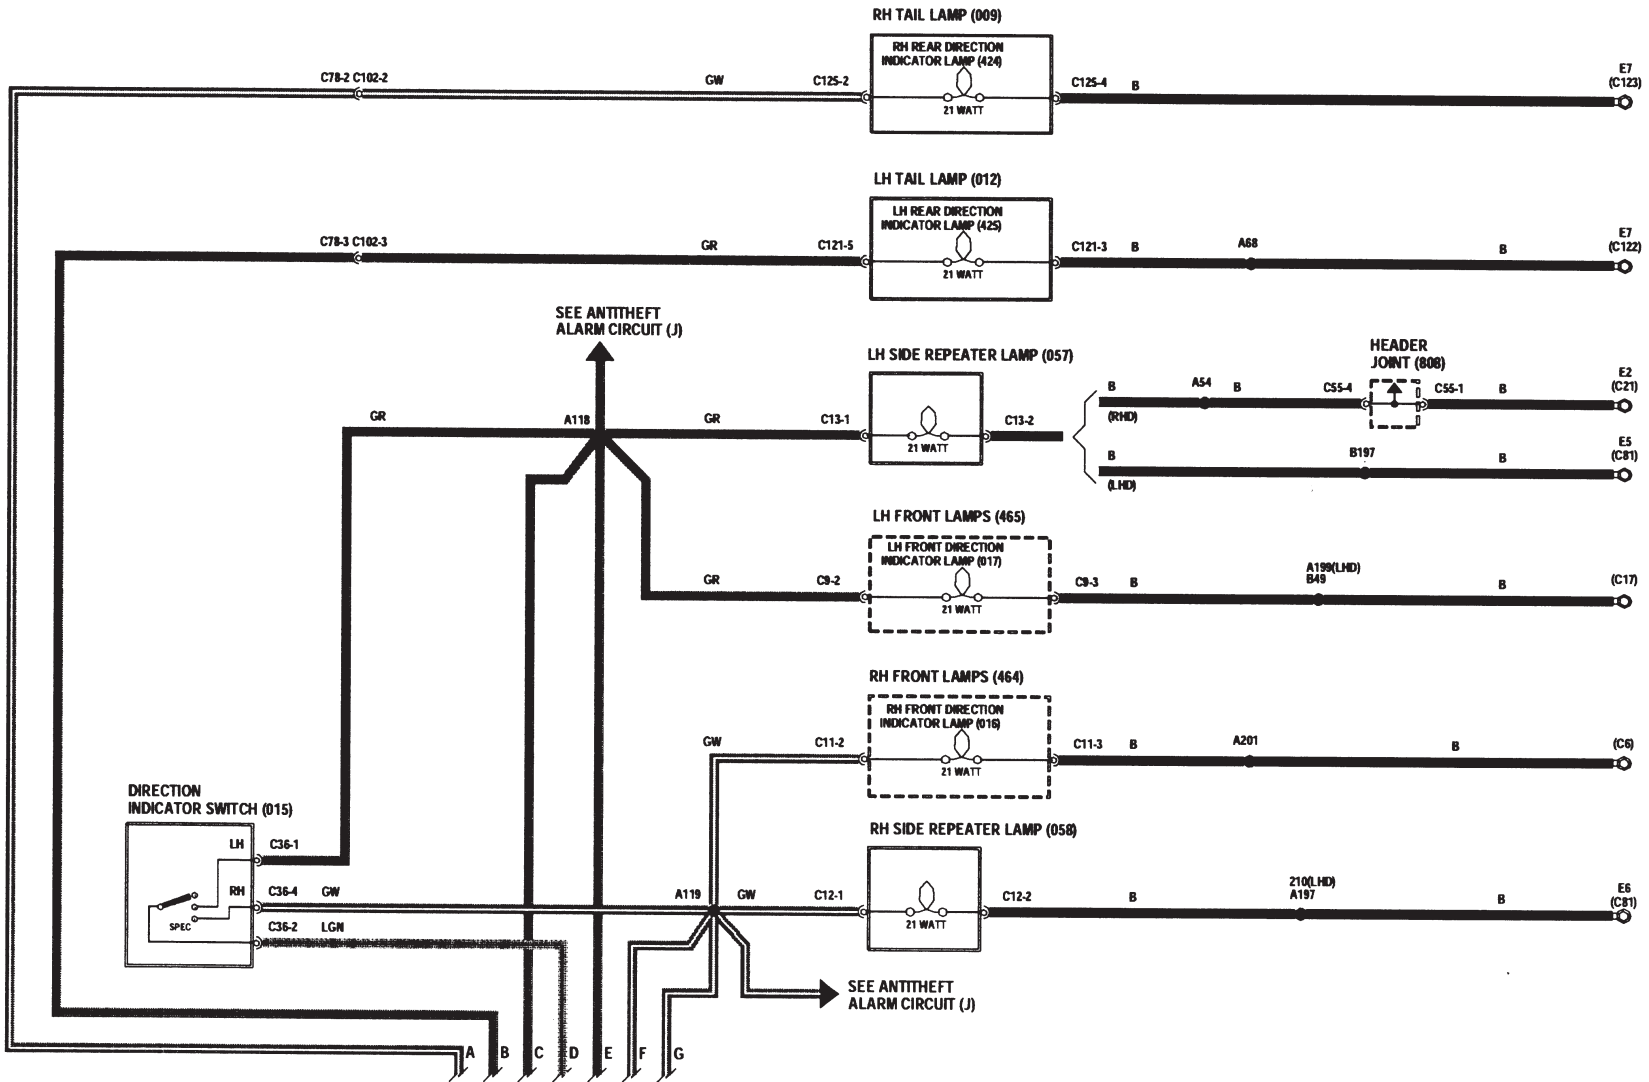 RH TAIL LAMP (009)
RH REAR DIRECTION
INDICATOR LAMP (424)
21 WATT
C78-2 C102-2
GW
C125-2
C125-4
B
E7
(C123)
LH TAIL LAMP (012)
LH REAR DIRECTION
INDICATOR LAMP (425)
21 WATT
C78-3 C102-3
GR
C121-5
C121-3
B
A68
B
E7
(C122)
SEE ANTITHEFT
ALARM CIRCUIT (J)
LH SIDE REPEATER LAMP (057)
21 WATT
GR
A118
GR
C13-1
C13-2
B
(RHD)
A54
B
C55-4
HEADER
JOINT (808)
C55-1
B
E2
(C21)
B
(LHD)
B197
B
E5
(C81)
LH FRONT LAMPS (465)
LH FRONT DIRECTION
INDICATOR LAMP (017)
21 WATT
GR
C9-2
C9-3
B
A199(LHD)
B49
B
(C17)
RH FRONT LAMPS (464)
RH FRONT DIRECTION
INDICATOR LAMP (016)
21 WATT
GW
C11-2
C11-3
B
A201
B
(C6)
DIRECTION
INDICATOR SWITCH (015)
LH
C36-1
RH
C36-4
GW
SPEC
C36-2
LGN
A119
GW
RH SIDE REPEATER LAMP (058)
21 WATT
C12-1
C12-2
B
210(LHD)
A197
B
E6
(C81)
SEE ANTITHEFT
ALARM CIRCUIT (J)
A
B
C
D
E
F
G